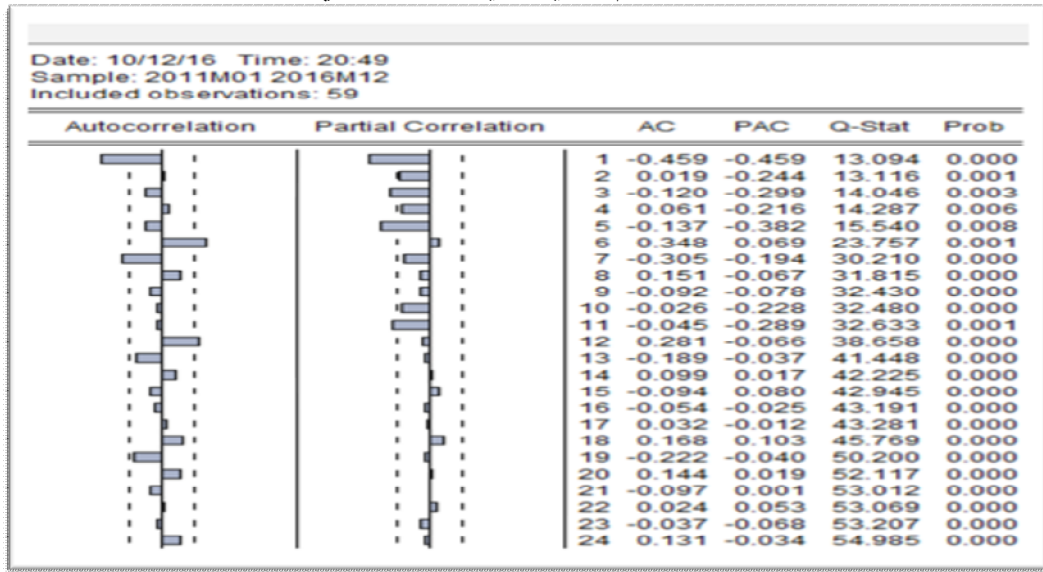 Date: 10/12/16 Time: 20:49
Sample: 2011M01 2016M12
Included observations: 59
Autocorrelation Partial Correlation AC PAC Q-Stat Prob
1 -0.459 -0.459 13.094 0.000
2 0.019 -0.244 13.116 0.001
3 -0.120 -0.299 14.046 0.003
4 0.061 -0.216 14.287 0.006
5 -0.137 -0.382 15.540 0.008
6 0.348 0.069 23.757 0.001
7 -0.305 -0.194 30.210 0.000
8 0.151 -0.067 31.815 0.000
9 -0.092 -0.078 32.430 0.000
10 -0.026 -0.228 32.480 0.000
11 -0.045 -0.289 32.633 0.001
12 0.281 -0.066 38.658 0.000
13 -0.189 -0.037 41.448 0.000
14 0.099 0.017 42.225 0.000
15 -0.094 0.080 42.945 0.000
16 -0.054 -0.025 43.191 0.000
17 0.032 -0.012 43.281 0.000
18 0.168 0.103 45.769 0.000
19 -0.222 -0.040 50.200 0.000
20 0.144 0.019 52.117 0.000
21 -0.097 0.001 53.012 0.000
22 0.024 0.053 53.069 0.000
23 -0.037 -0.068 53.207 0.000
24 0.131 -0.034 54.985 0.000